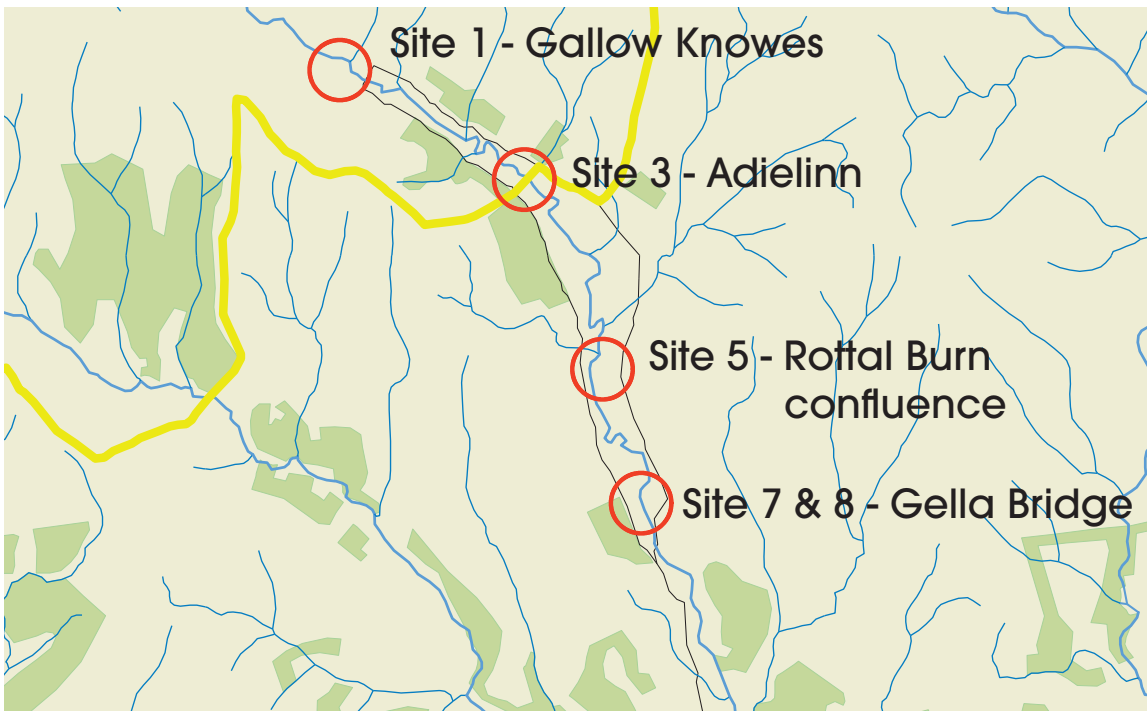 Site 1 - Gallow Knowes
Site 3 - Adielinn
Site 5 - Rottal Burn
confluence
Site 7 & 8 - Gella Bridge